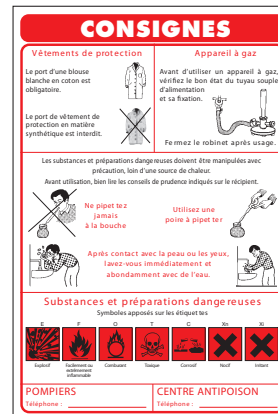 CONSIGNES
Vêtements de protection
Le port d'une blouse
blanche en coton est
obligatoire.
Le port de vêtement de
protection en matière
synthétique est interdit.
Appareil à gaz
Avant d'utiliser un appareil à gaz,
vérifiez le bon état du tuyau souple
d'alimentation
et sa fixation.
Fermez le robinet après usage.
Les substances et préparations dangereuses doivent être manipulées avec
précaution, loin d'une source de chaleur.
Avant utilisation, bien lire les conseils de prudence indiqués sur le récipient.
Ne pipetez
jamais
à la bouche
Utilisez une
poire à pipeter
Après contact avec la peau ou les yeux,
lavez-vous immédiatement et
abondamment avec de l'eau.
Substances et préparations dangereuses
Symboles apposés sur les étiquettes
E F O T C Xn Xi
Explosif Facilement ou Comburant Toxique Corrosif Nocif Irritant
extrêmement
inflammable
POMPIERS
Téléphone :
CENTRE ANTIPOISON
Téléphone :